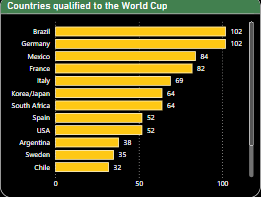 Countries qualified to the World Cup
Brazil 102
Germany 102
Mexico 84
France 82
Italy 69
Korea/Japan 64
South Africa 64
Spain 52
USA 52
Argentina 38
Sweden 35
Chile 32
0 50 100